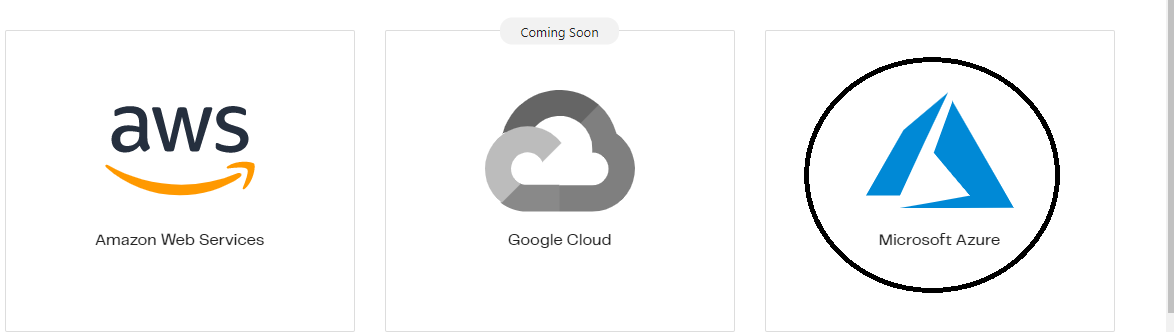 Coming Soon
aws
Amazon Web Services
Google Cloud
Microsoft Azure